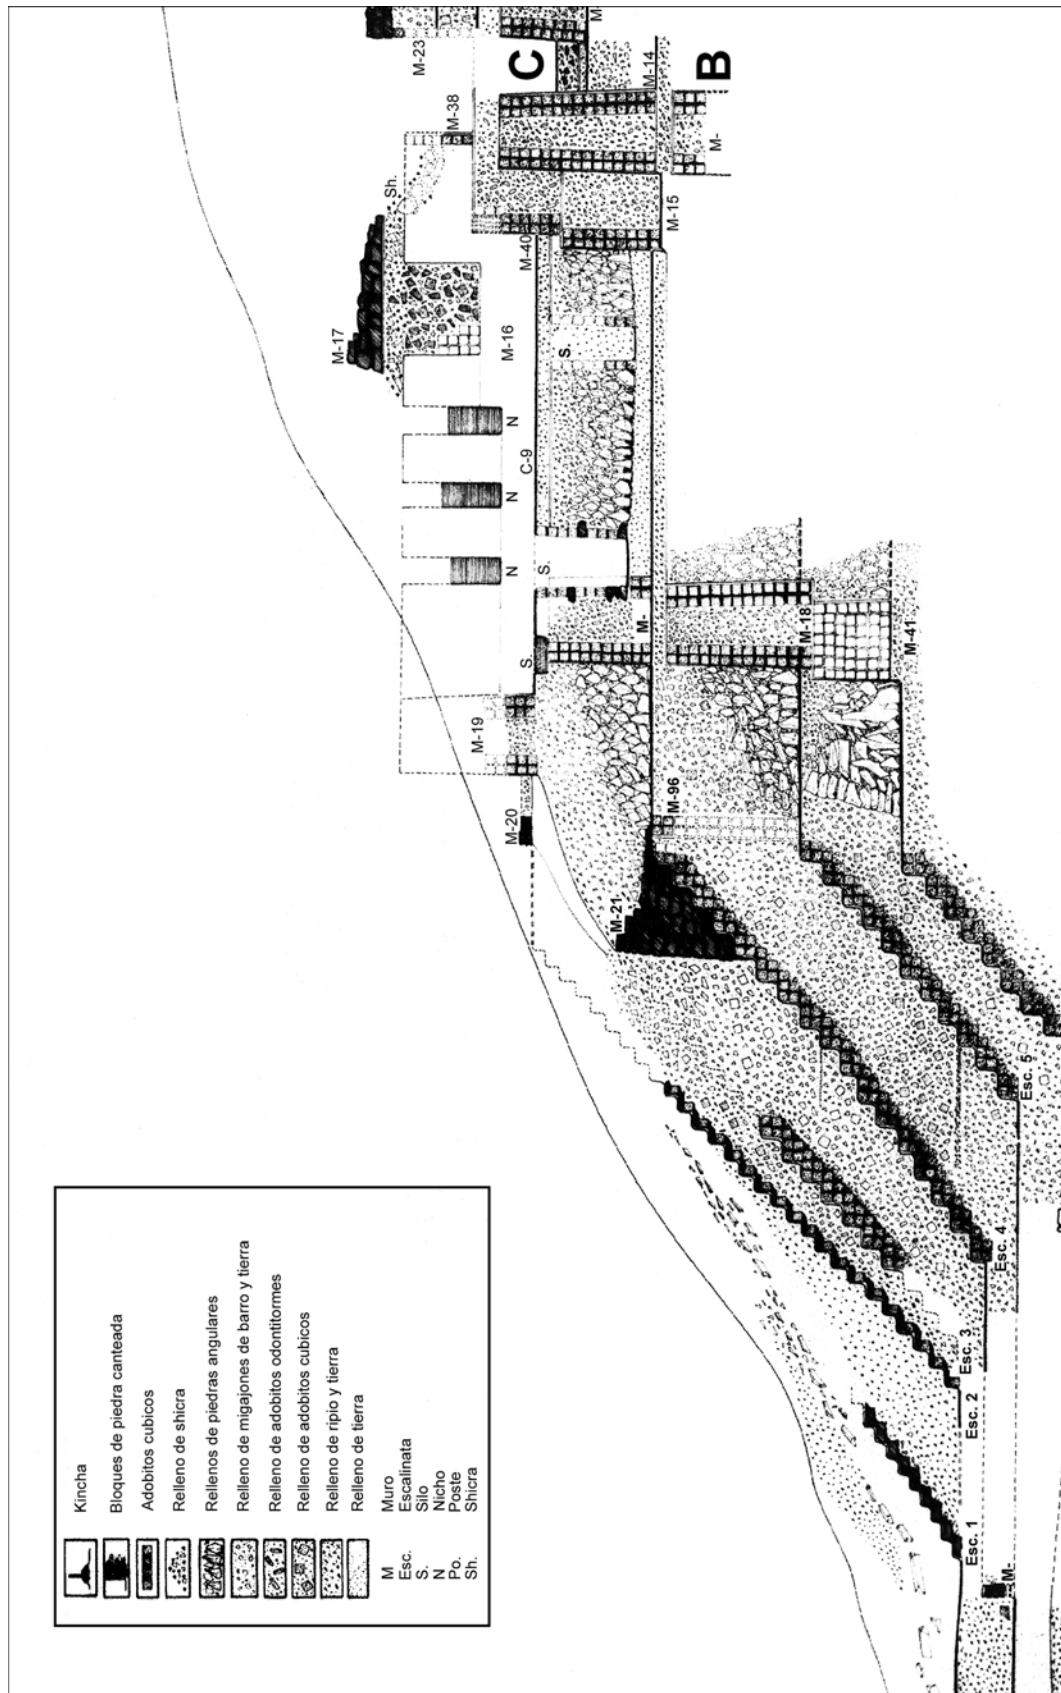 Kincha
Bloques de piedra canteada
Adobitos cubicos
Relleno de shicra
Rellenos de piedras angulares
Relleno de migajones de barro y tierra
Relleno de adobitos odontitormes
Relleno de adobitos cubicos
Relleno de ripio y tierra
Relleno de tierra
M Muro
Esc. Escalinata
S. Silo
N Nicho
Po. Poste
Sh. Shicra
M-20
M-19
M-17
Sh.
M-38
M-23
M-
C
B
M-14
M-
M-15
M-40
M-16
C-9
N
N
N
S.
S.
S.
M-
M-18
M-41
M-96
M-21
Esc. 1
Esc. 2
Esc. 3
Esc. 4
Esc. 5
M-